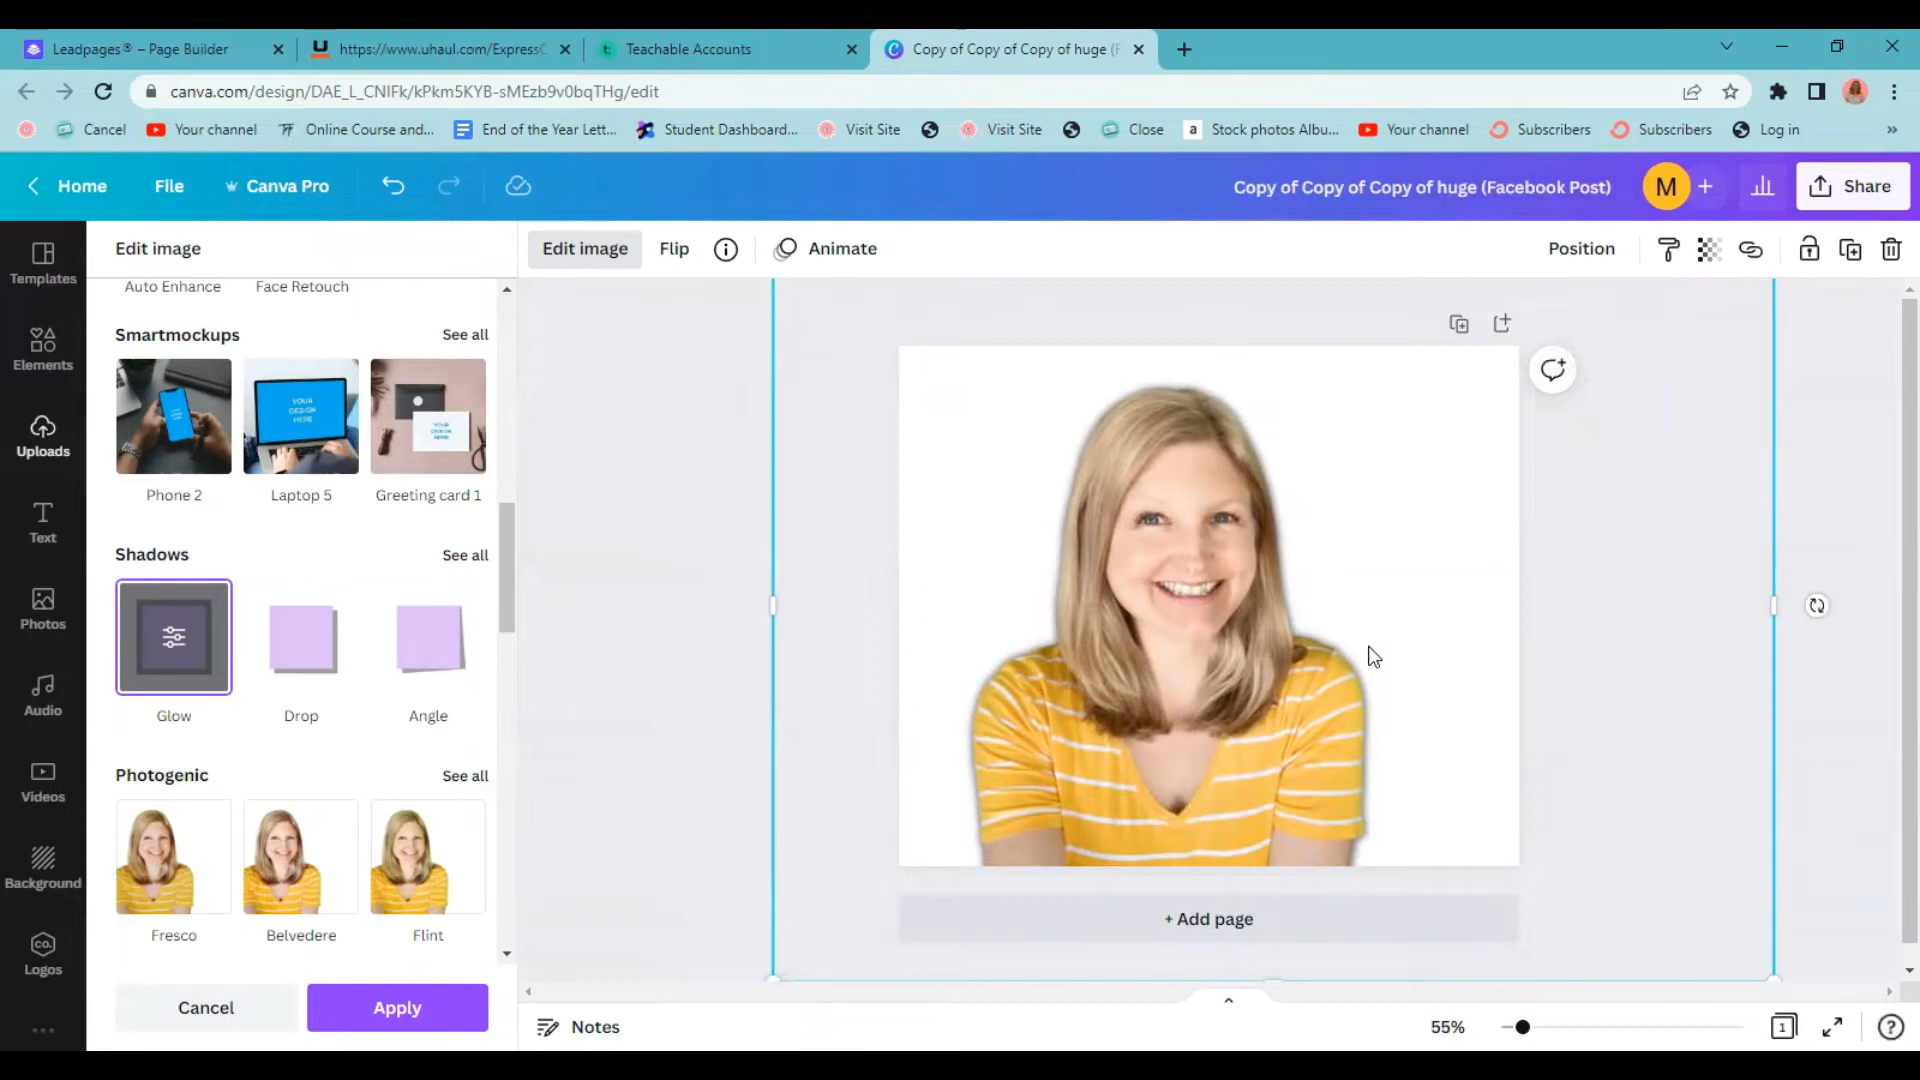 Leadpages® – Page Builder
https://www.uhaul.com/ExpressC
Teachable Accounts
Copy of Copy of Copy of huge (F
canva.com/design/DAE_L_CNIFk/kPkm5KYB-sMEzb9v0bqTHg/edit
Cancel
Your channel
Online Course and...
End of the Year Lett...
Student Dashboard...
Visit Site
Visit Site
Close
a
Stock photos Albu...
Your channel
Subscribers
Subscribers
Log in
Home
File
Canva Pro
Copy of Copy of Copy of huge (Facebook Post)
M
Share
Templates
Elements
Uploads
Text
Photos
Audio
Videos
Background
CO.
Logos
Edit image
Auto Enhance
Face Retouch
Smartmockups
See all
YOUR
DESIGN
HERE
Phone 2
Laptop 5
Greeting card 1
Shadows
See all
Glow
Drop
Angle
Photogenic
See all
Fresco
Belvedere
Flint
Cancel
Apply
Edit image
Flip
Animate
Position
+ Add page
Notes
55%
1